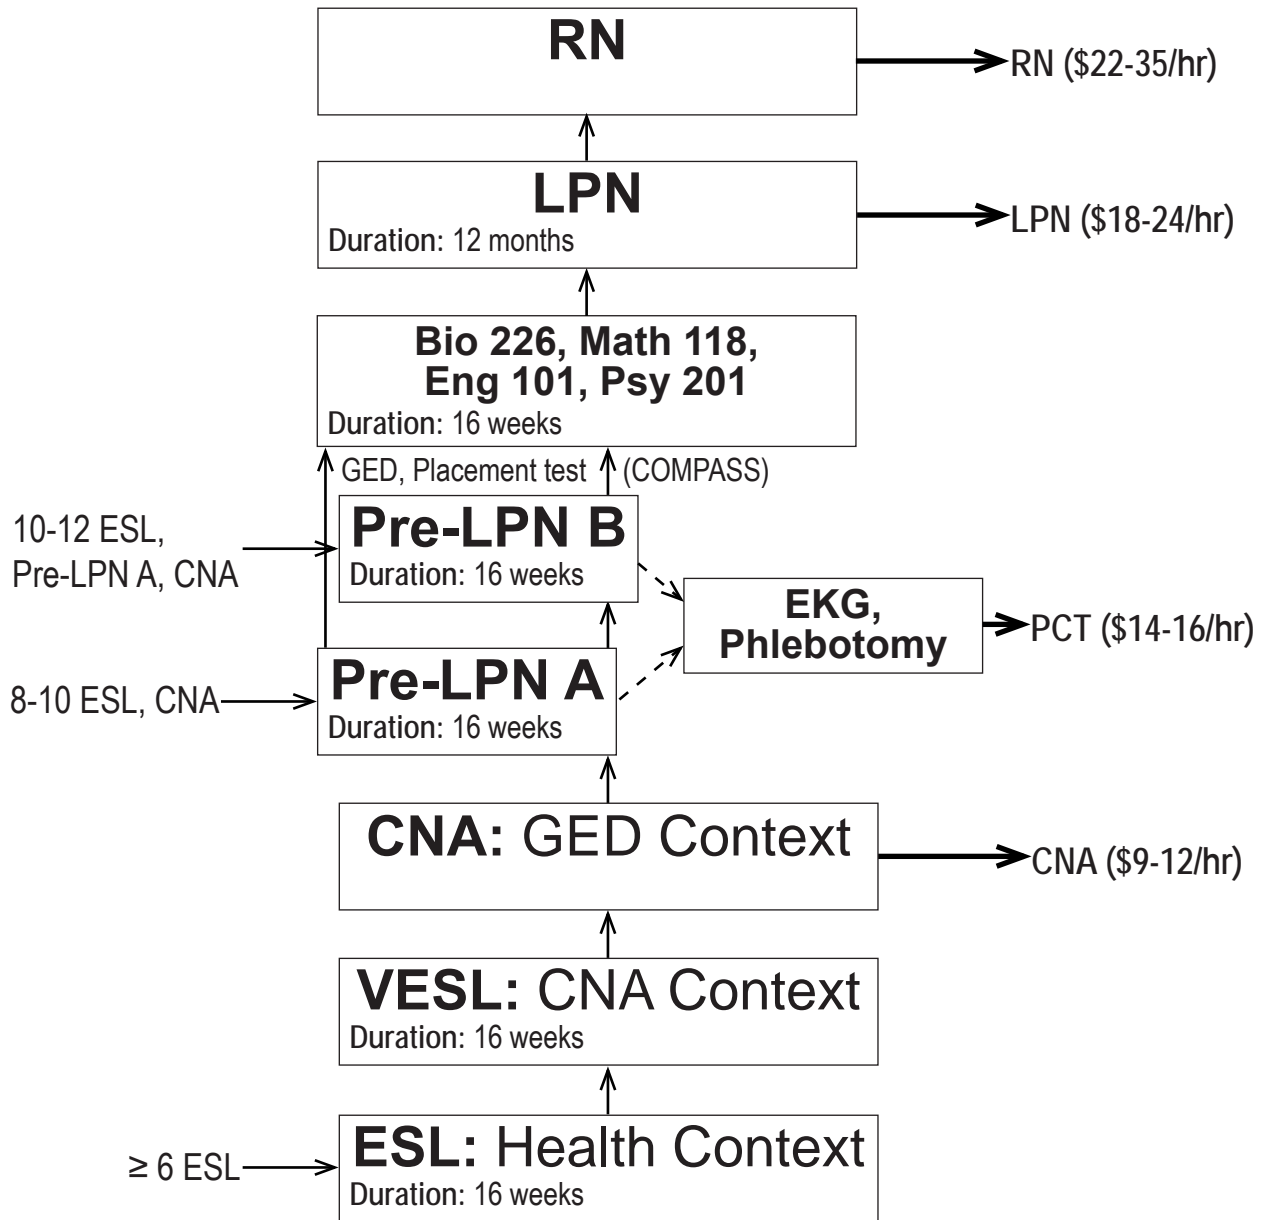 RN
RN ($22-35/hr)
LPN
Duration: 12 months
LPN ($18-24/hr)
Bio 226, Math 118,
Eng 101, Psy 201
Duration: 16 weeks
GED, Placement test (COMPASS)
10-12 ESL,
Pre-LPN A, CNA
Pre-LPN B
Duration: 16 weeks
EKG,
Phlebotomy
PCT ($14-16/hr)
8-10 ESL, CNA
Pre-LPN A
Duration: 16 weeks
CNA: GED Context
CNA ($9-12/hr)
VESL: CNA Context
Duration: 16 weeks
≥ 6 ESL
ESL: Health Context
Duration: 16 weeks